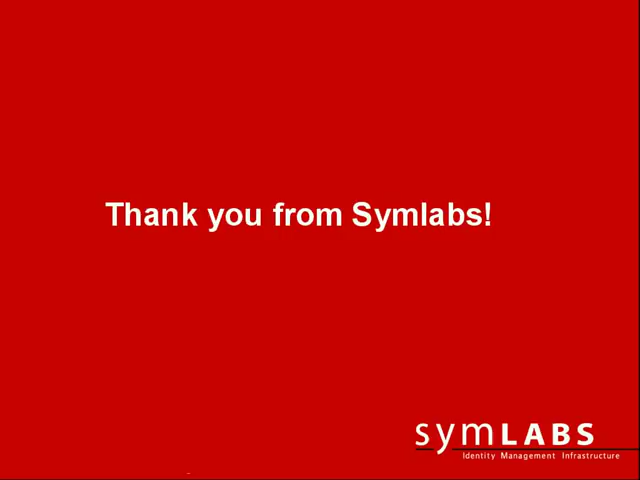 Thank you from Symlabs!
symLABS
Identity Management Infrastructure